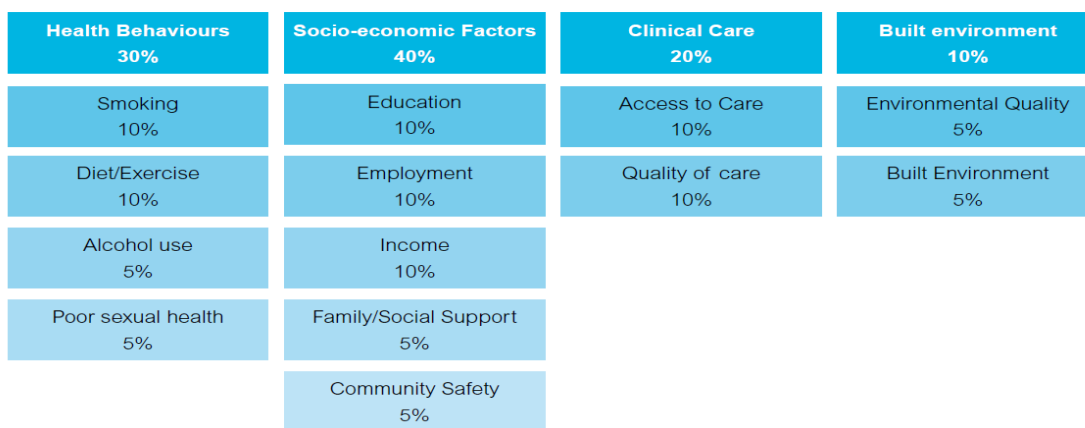 Health Behaviours
30%
Smoking
10%
Diet/Exercise
10%
Alcohol use
5%
Poor sexual health
5%
Socio-economic Factors
40%
Education
10%
Employment
10%
Income
10%
Family/Social Support
5%
Community Safety
5%
Clinical Care
20%
Access to Care
10%
Quality of care
10%
Built environment
10%
Environmental Quality
5%
Built Environment
5%